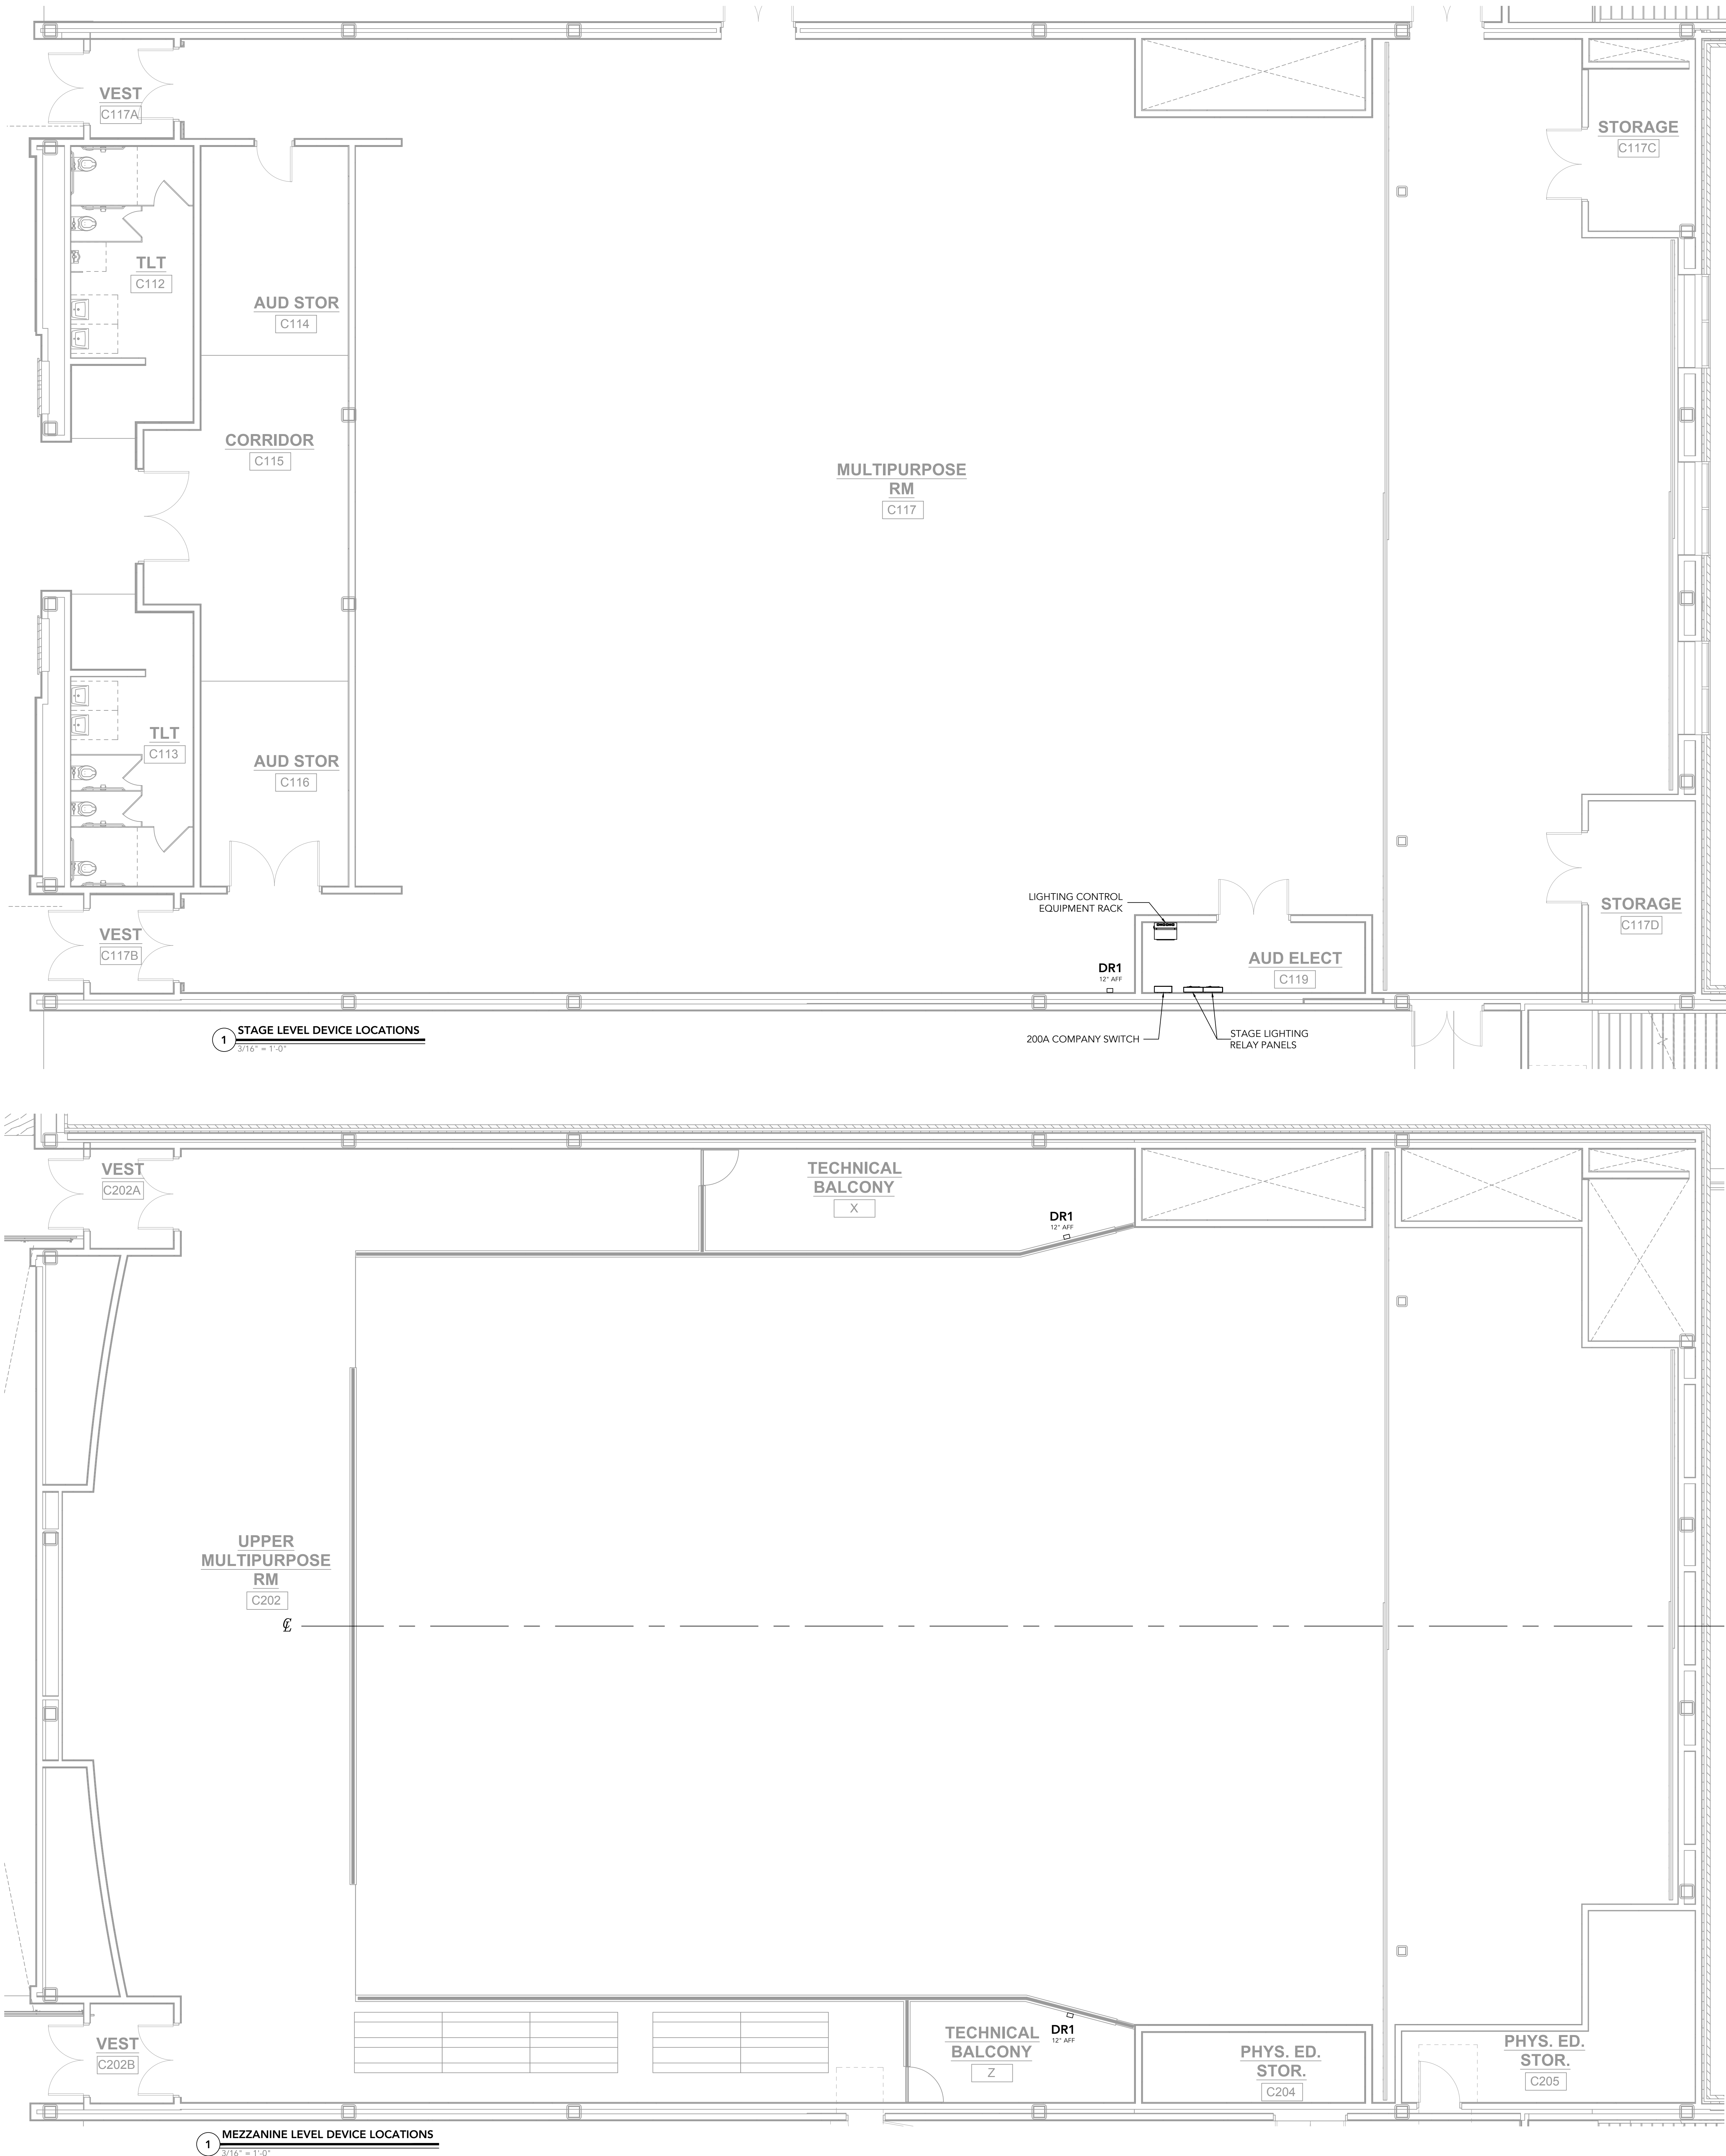 VEST
C117A
STORAGE
C117C
TLT
C112
AUD STOR
C114
CORRIDOR
C115
MULTIPURPOSE
RM
C117
TLT
C113
AUD STOR
C116
LIGHTING CONTROL
EQUIPMENT RACK
STORAGE
C117D
VEST
C117B
DR1
12" AFF
AUD ELECT
C119
1
STAGE LEVEL DEVICE LOCATIONS
3/16" = 1'-0"
200A COMPANY SWITCH
STAGE LIGHTING
RELAY PANELS
VEST
C202A
TECHNICAL
BALCONY
X
DR1
12" AFF
UPPER
MULTIPURPOSE
RM
C202
℄
VEST
C202B
TECHNICAL
BALCONY
Z
DR1
12" AFF
PHYS. ED.
STOR.
C204
PHYS. ED.
STOR.
C205
1
MEZZANINE LEVEL DEVICE LOCATIONS
3/16" = 1'-0"